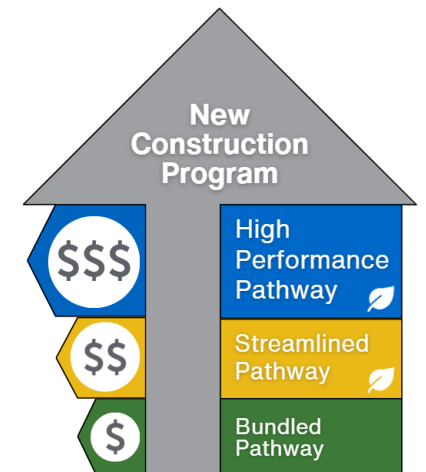 New
Construction
Program
$$$
High
Performance
Pathway
$$
Streamlined
Pathway
$
Bundled
Pathway